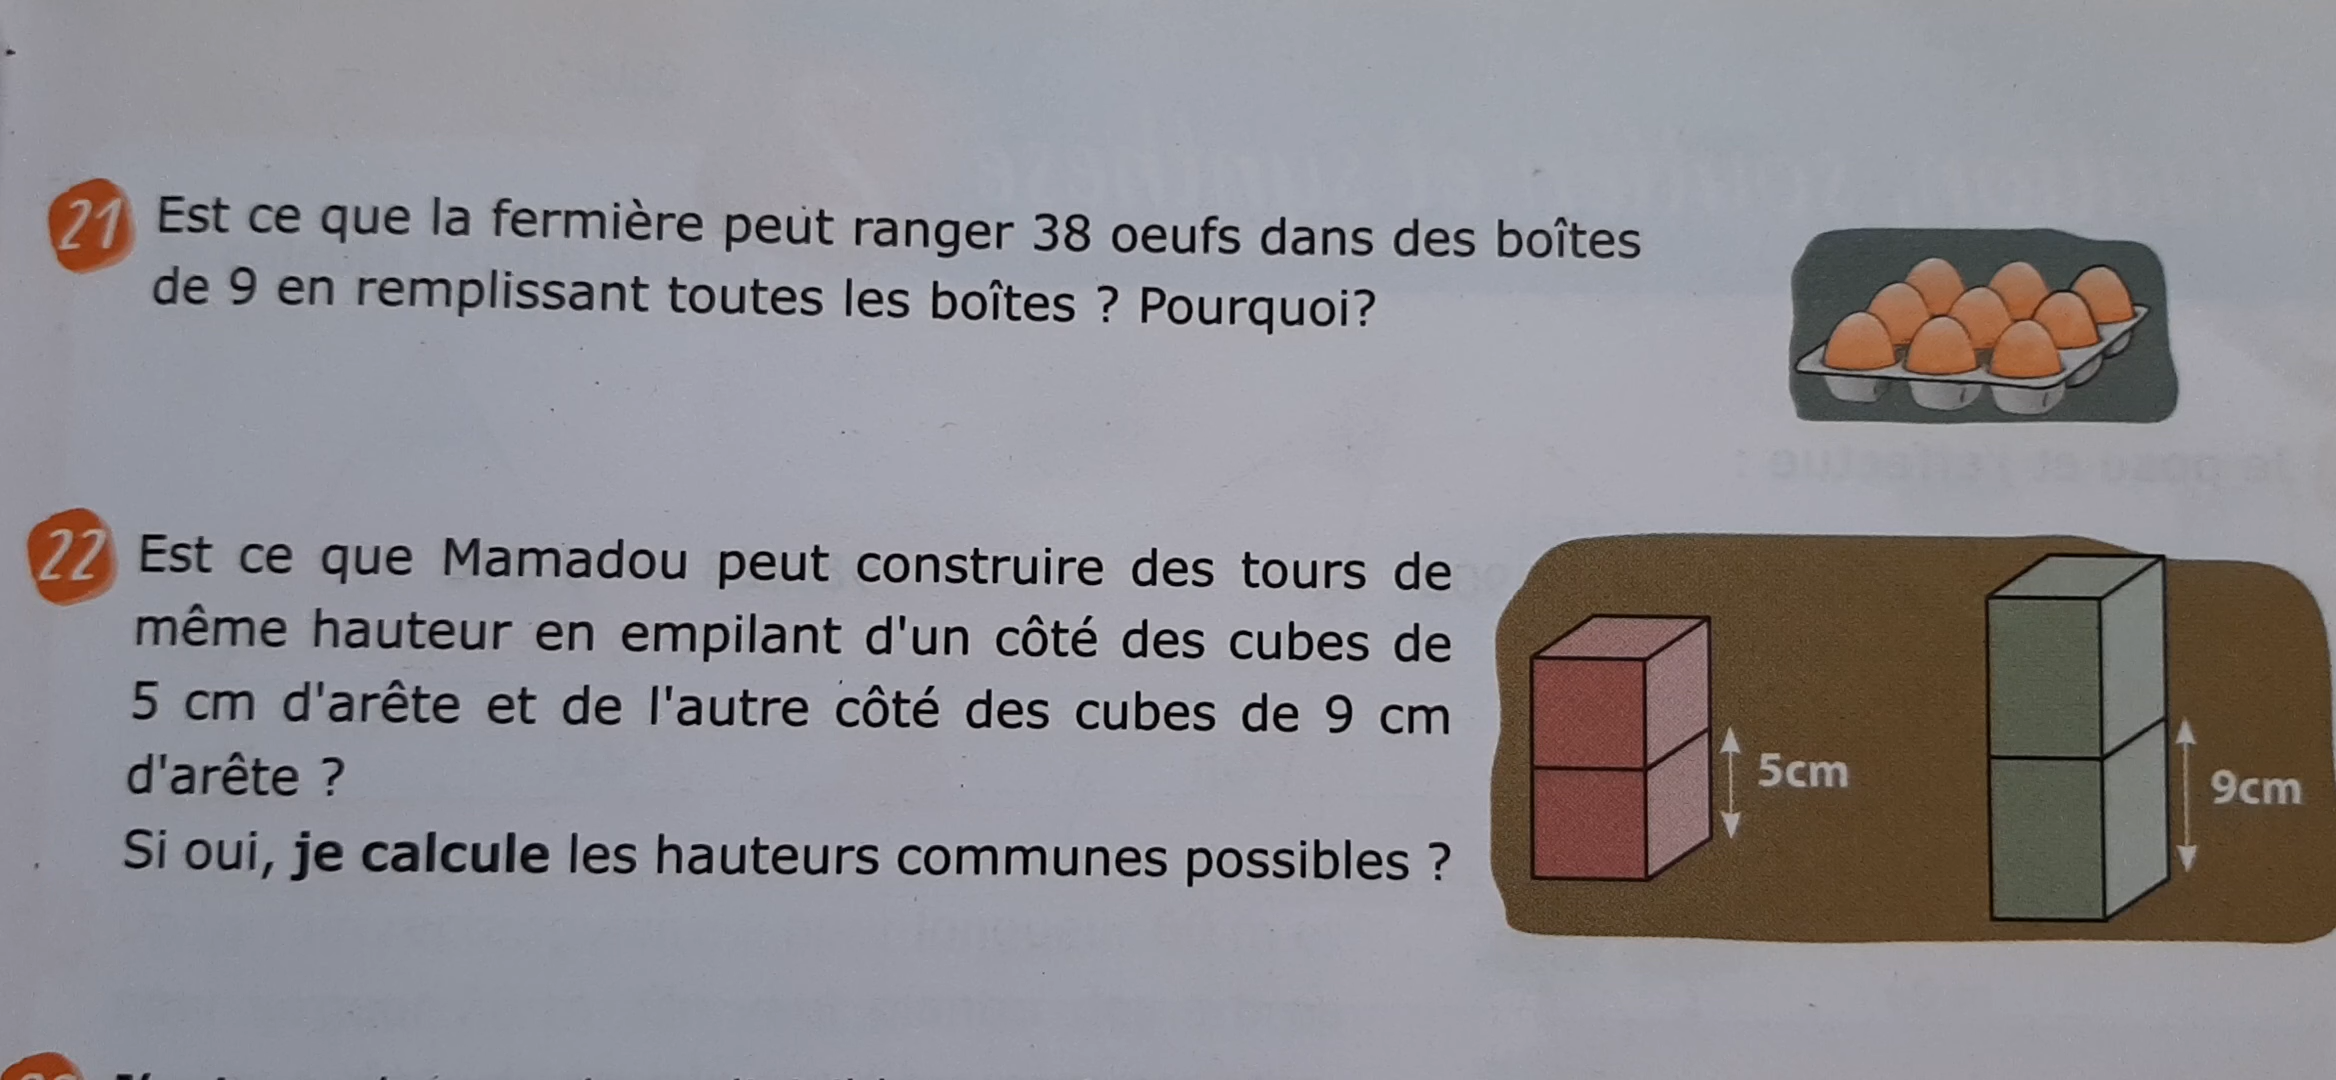 21 Est ce que la fermière peut ranger 38 oeufs dans des boîtes
de 9 en remplissant toutes les boîtes ? Pourquoi?
22 Est ce que Mamadou peut construire des tours de
même hauteur en empilant d'un côté des cubes de
5 cm d'arête et de l'autre côté des cubes de 9 cm
d'arête ?
Si oui, je calcule les hauteurs communes possibles ?
5cm
9cm